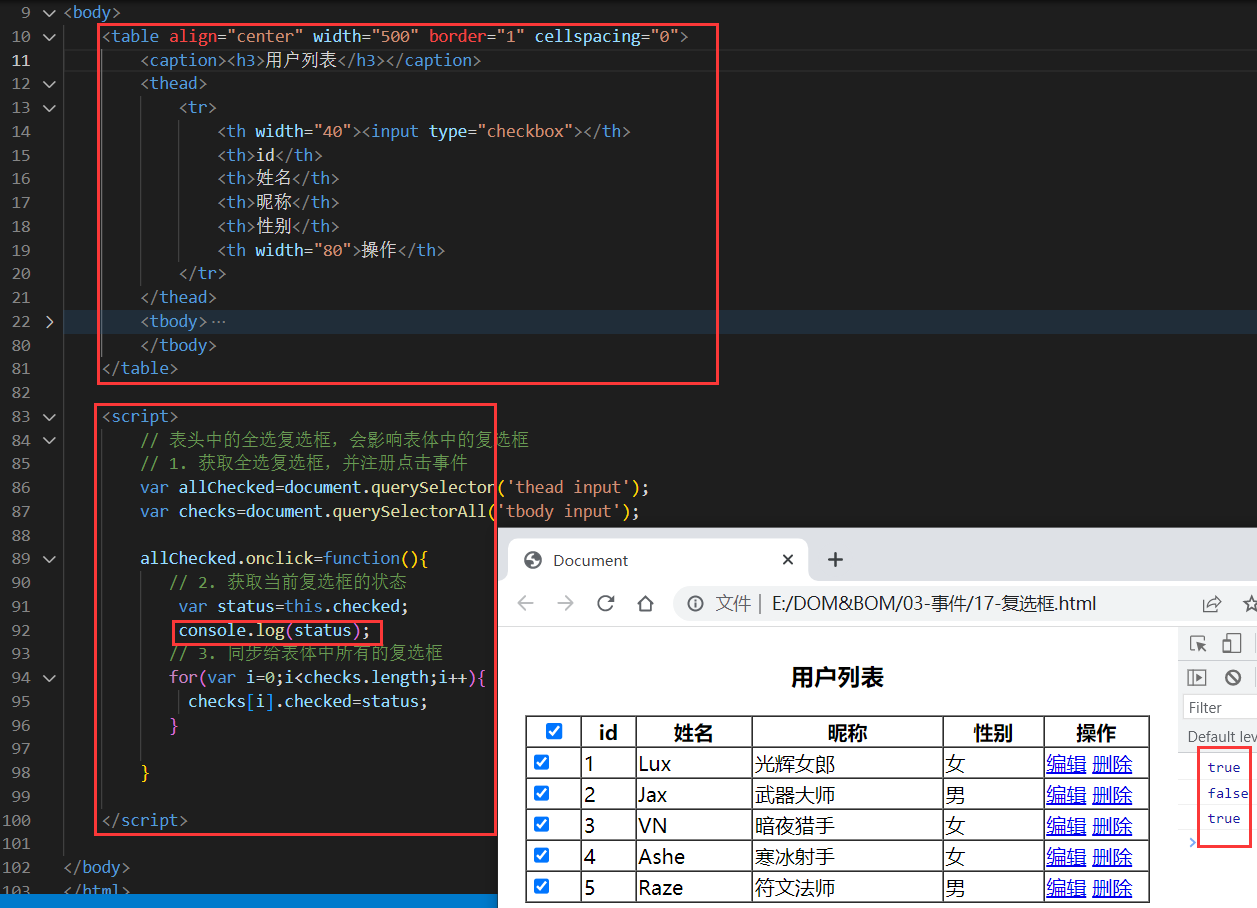 9 <body>
10 <table align="center" width="500" border="1" cellspacing="0">
11 <caption><h3>用户列表</h3></caption>
12 <thead>
13 <tr>
14 <th width="40"><input type="checkbox"></th>
15 <th>id</th>
16 <th>姓名</th>
17 <th>昵称</th>
18 <th>性别</th>
19 <th width="80">操作</th>
20 </tr>
21 </thead>
22 <tbody>…
80 </tbody>
81 </table>
82
83 <script>
84 // 表头中的全选复选框，会影响表体中的复选框
85 // 1. 获取全选复选框，并注册点击事件
86 var allChecked=document.querySelector('thead input');
87 var checks=document.querySelectorAll('tbody input');
88
89 allChecked.onclick=function(){
90 // 2. 获取当前复选框的状态
91 var status=this.checked;
92 console.log(status);
93 // 3. 同步给表体中所有的复选框
94 for(var i=0;i<checks.length;i++){
95 checks[i].checked=status;
96 }
97
98 }
99
100 </script>
101
102 </body>
103 </html>
Document
文件 | E:/DOM&BOM/03-事件/17-复选框.html
用户列表
id 姓名 昵称 性别 操作
1 Lux 光辉女郎 女 编辑 删除
2 Jax 武器大师 男 编辑 删除
3 VN 暗夜猎手 女 编辑 删除
4 Ashe 寒冰射手 女 编辑 删除
5 Raze 符文法师 男 编辑 删除
Filter
Default lev
true
false
true